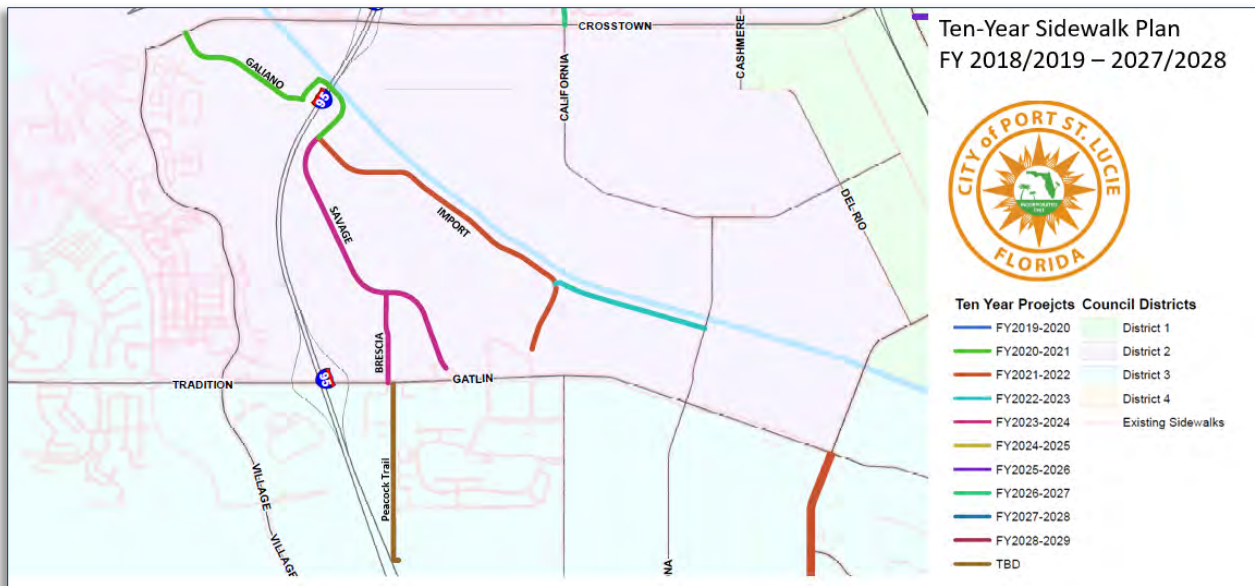 Ten-Year Sidewalk Plan
FY 2018/2019 – 2027/2028
CROSSTOWN
CASHMERE
CALIFORNIA
GALIANO
95
DEL RIO
SAVAGE
IMPORT
BRESCIA
TRADITION
95
GATLIN
VILLAGE
VILLAGE
Peacock Trail
NA
CITY of PORT ST. LUCIE
INCORPORATED
FLORIDA
Ten Year Proejcts
FY2019-2020
FY2020-2021
FY2021-2022
FY2022-2023
FY2023-2024
FY2024-2025
FY2025-2026
FY2026-2027
FY2027-2028
FY2028-2029
TBD
Council Districts
District 1
District 2
District 3
District 4
Existing Sidewalks